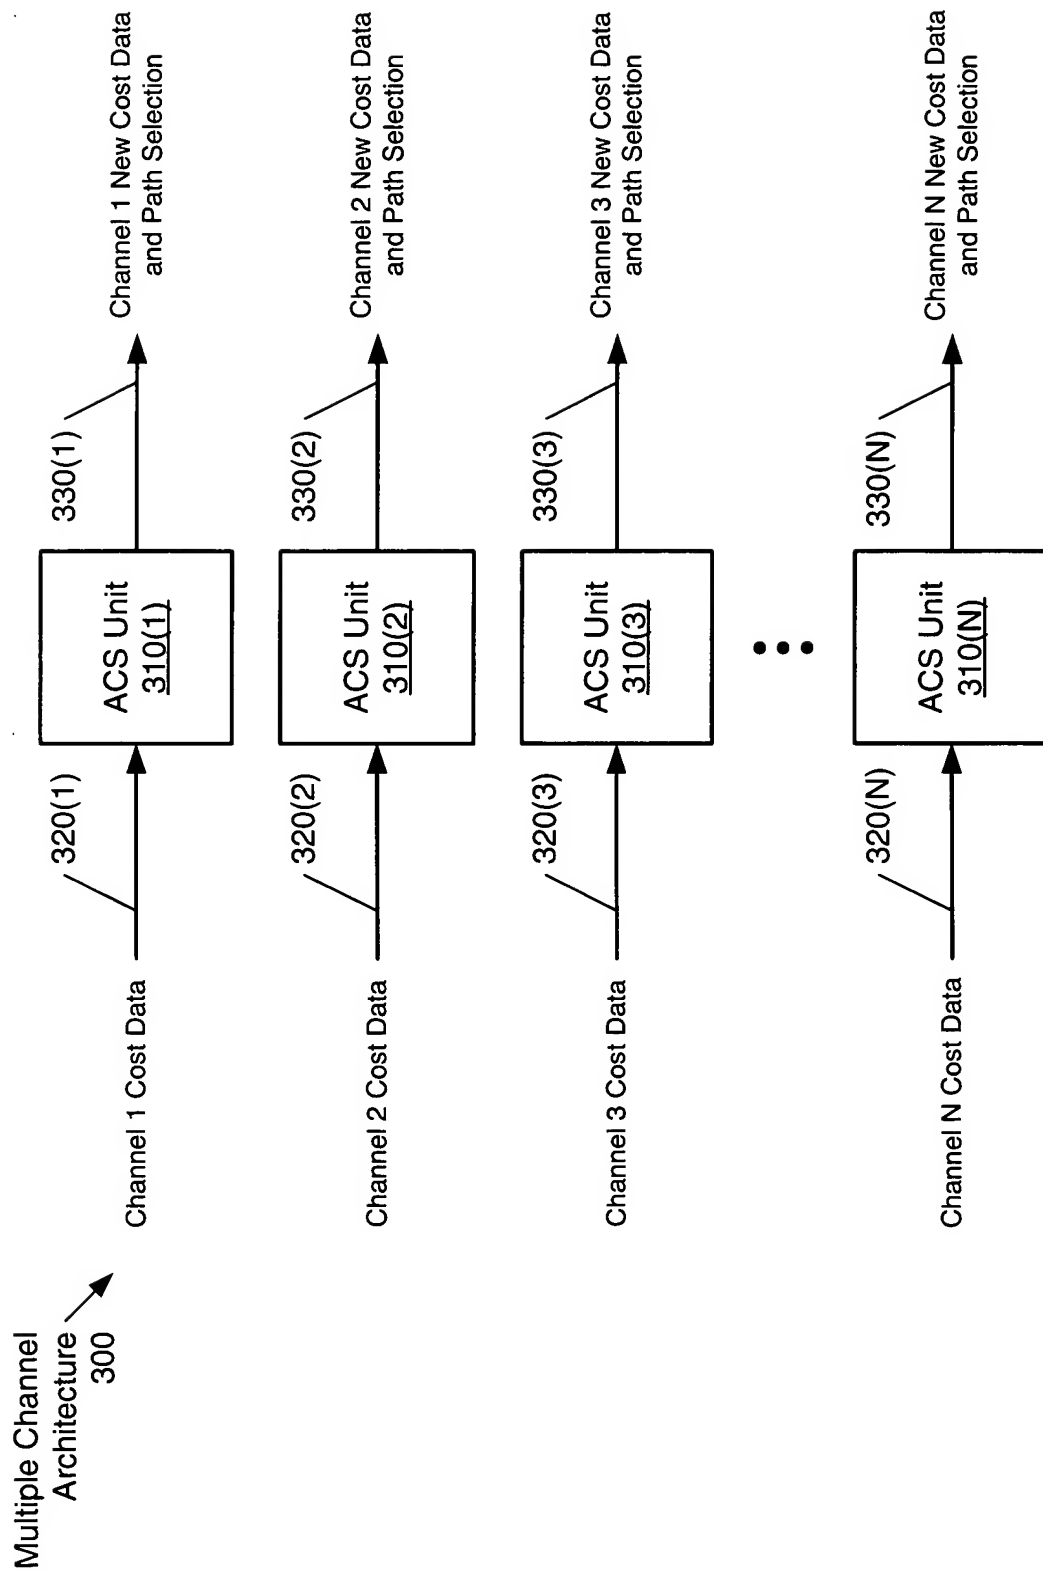 Multiple Channel
Architecture
300
Channel 1 Cost Data
320(1)
ACS Unit
310(1)
330(1)
Channel 1 New Cost Data
and Path Selection
Channel 2 Cost Data
320(2)
ACS Unit
310(2)
330(2)
Channel 2 New Cost Data
and Path Selection
Channel 3 Cost Data
320(3)
ACS Unit
310(3)
330(3)
Channel 3 New Cost Data
and Path Selection
Channel N Cost Data
320(N)
ACS Unit
310(N)
330(N)
Channel N New Cost Data
and Path Selection